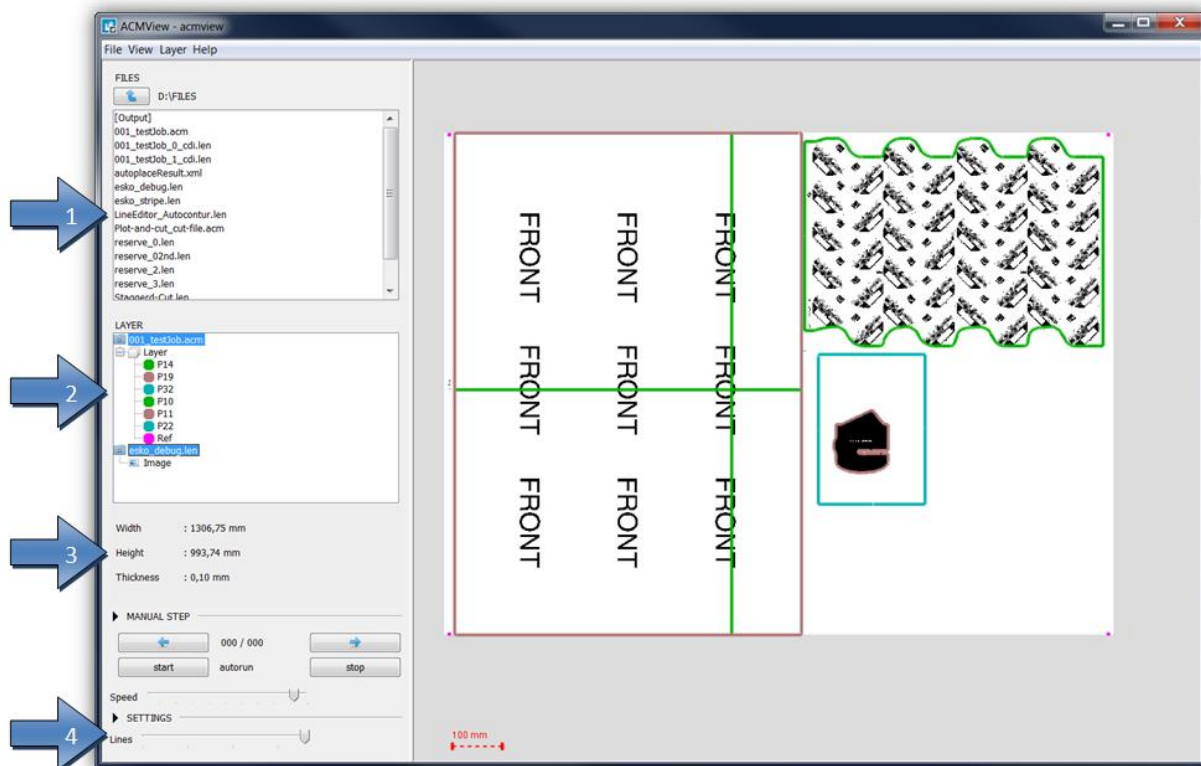 ACMView - acmview
File View Layer Help
FILES
D:\FILES
[Output]
001_testJob.acm
001_testJob_0_cdi.len
001_testJob_1_cdi.len
autoplaceResult.xml
esko_debug.len
esko_stripe.len
LineEditor_Autocontur.len
Plot-and-cut_cut-file.acm
reserve_0.len
reserve_02nd.len
reserve_2.len
reserve_3.len
Staggerd-Cut.len
1
LAYER
001_testJob.acm
Layer
P14
P19
P32
P10
P11
P22
Ref
esko_debug.len
Image
2
Width : 1306,75 mm
Height : 993,74 mm
Thickness : 0,10 mm
3
MANUAL STEP
000 / 000
start autorun stop
Speed
SETTINGS
Lines
4
FRONT FRONT FRONT
FRONT FRONT FRONT
FRONT FRONT FRONT
100 mm